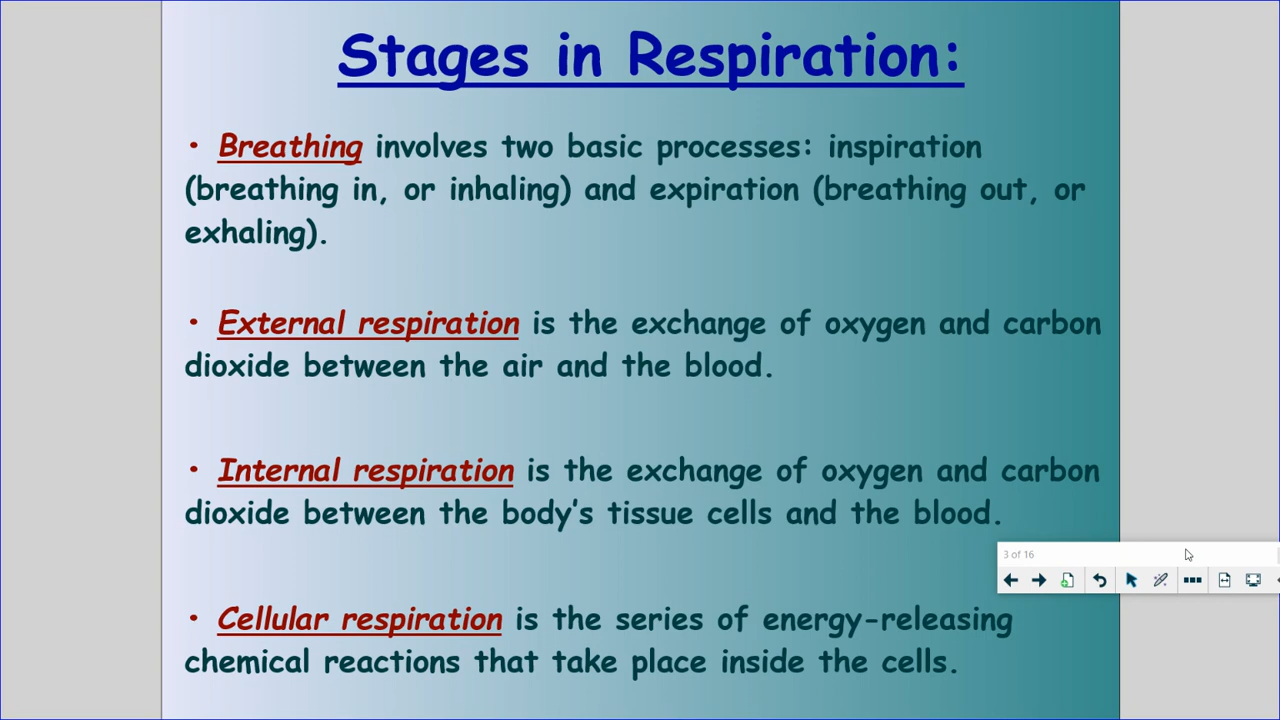 Stages in Respiration:
• Breathing involves two basic processes: inspiration
(breathing in, or inhaling) and expiration (breathing out, or
exhaling).
• External respiration is the exchange of oxygen and carbon
dioxide between the air and the blood.
• Internal respiration is the exchange of oxygen and carbon
dioxide between the body's tissue cells and the blood.
3 of 16
• Cellular respiration is the series of energy-releasing
chemical reactions that take place inside the cells.